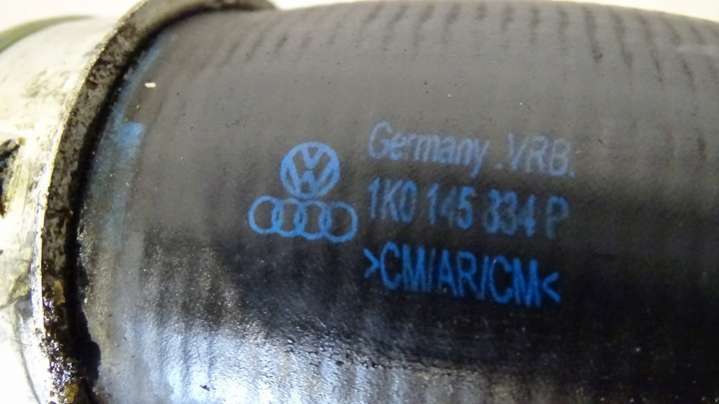 Germany .VRB.
1K0 145 834 P
>CM/AR/CM<